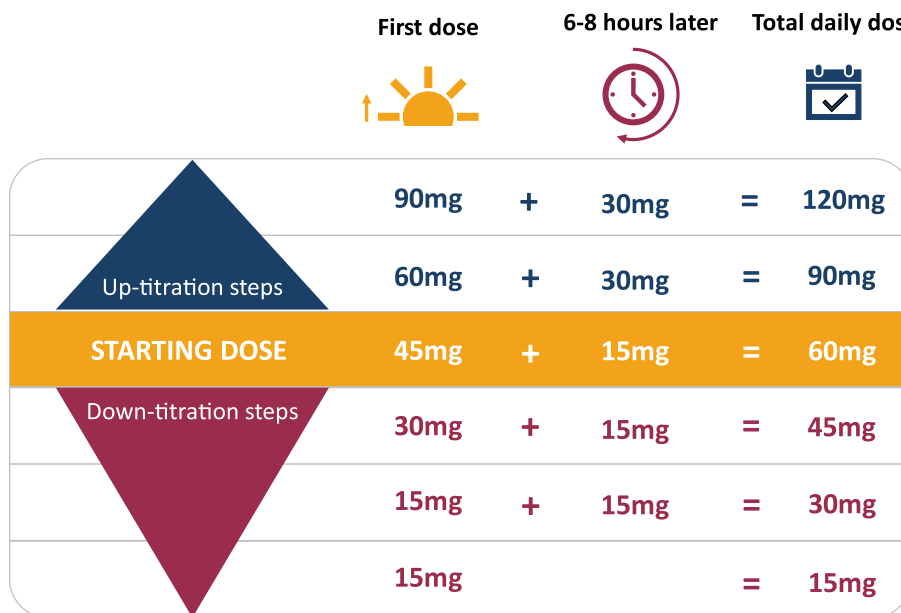 First dose 6-8 hours later Total daily dos
90mg + 30mg = 120mg
Up-titration steps 60mg + 30mg = 90mg
STARTING DOSE 45mg + 15mg = 60mg
Down-titration steps 30mg + 15mg = 45mg
15mg + 15mg = 30mg
15mg = 15mg